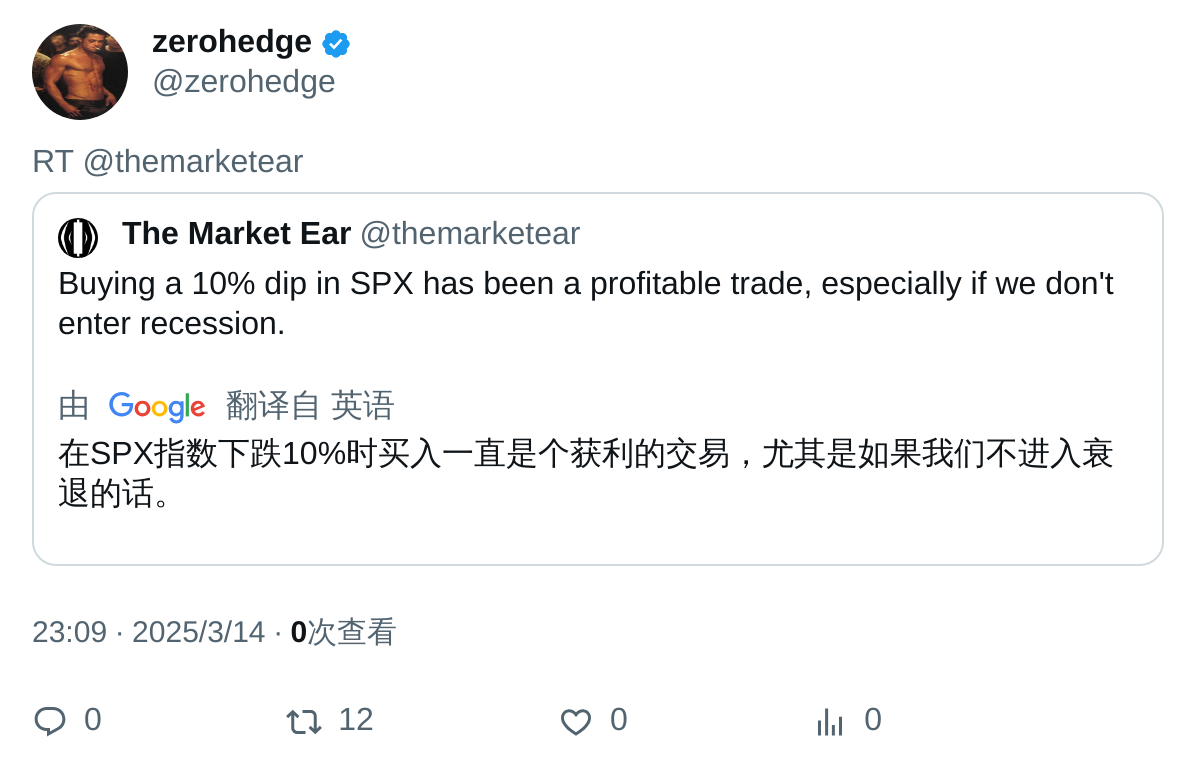 zerohedge
@zerohedge
RT @themarketear
The Market Ear @themarketear
Buying a 10% dip in SPX has been a profitable trade, especially if we don't
enter recession.
由 Google 翻译自 英语
在SPX指数下跌10%时买入一直是个获利的交易，尤其是如果我们不进入衰
退的话。
23:09 · 2025/3/14 · 0次查看
0 12 0 0